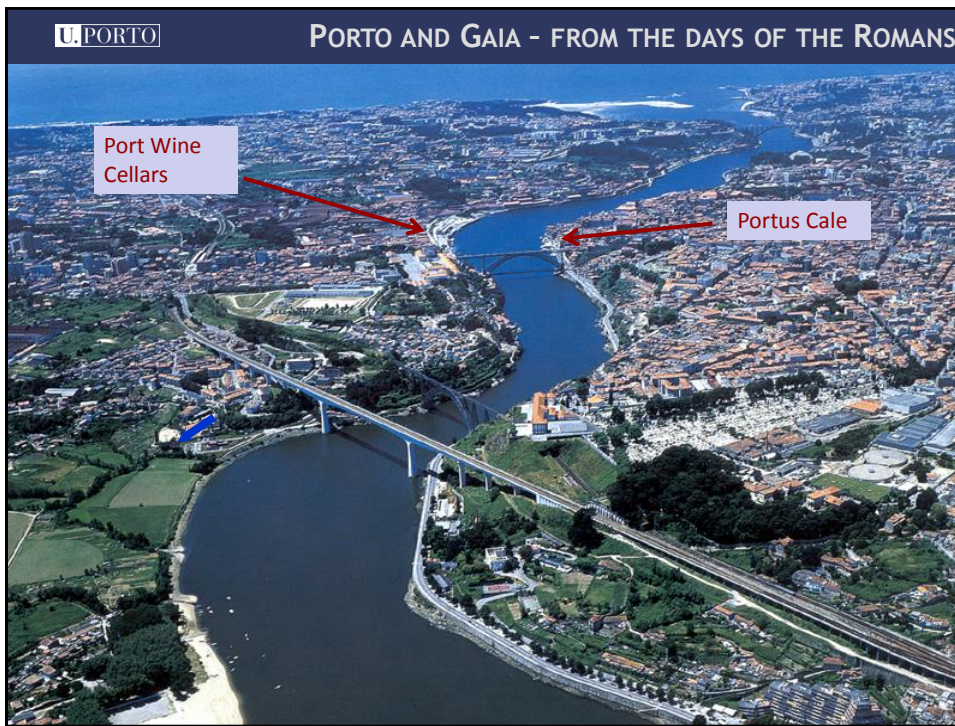 U.PORTO
PORTO AND GAIA - FROM THE DAYS OF THE ROMANS
Port Wine
Cellars
Portus Cale